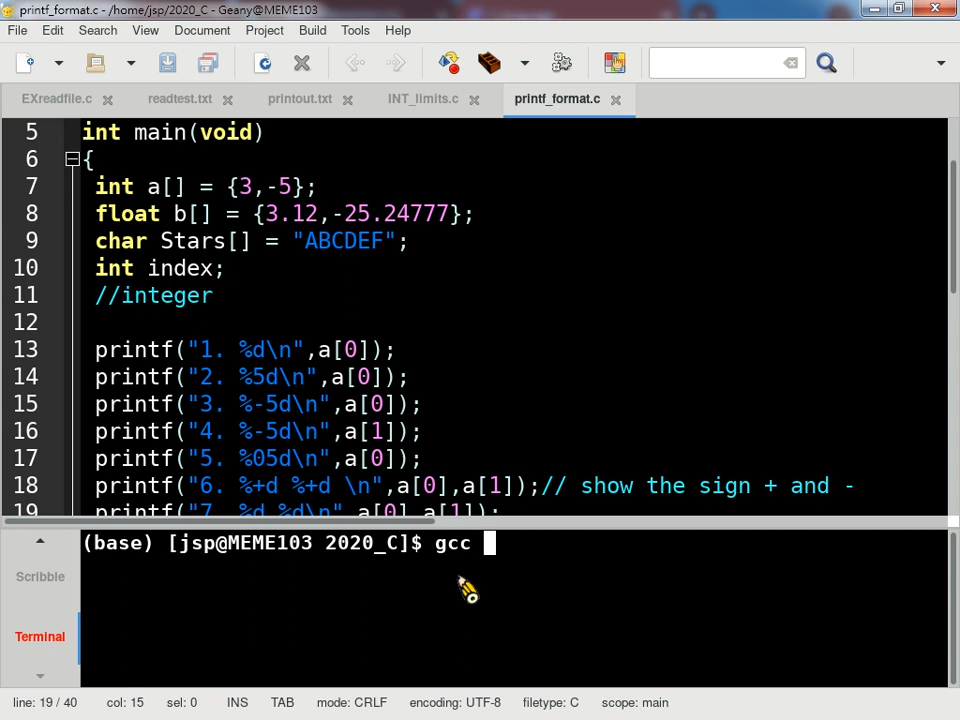 printf_format.c - /home/jsp/2020_C - Geany@MEME103
File Edit Search View Document Project Build Tools Help
EXreadfile.c readtest.txt printout.txt INT_limits.c printf_format.c
5 int main(void)
6 {
7 int a[] = {3,-5};
8 float b[] = {3.12,-25.24777};
9 char Stars[] = "ABCDEF";
10 int index;
11 //integer
12
13 printf("1. %d\n",a[0]);
14 printf("2. %5d\n",a[0]);
15 printf("3. %-5d\n",a[0]);
16 printf("4. %-5d\n",a[1]);
17 printf("5. %05d\n",a[0]);
18 printf("6. %+d %+d \n",a[0],a[1]);// show the sign + and -
19 printf("7. %d %d\n",a[0],a[1]);
(base) [jsp@MEME103 2020_C]$ gcc
Scribble
Terminal
line: 19 / 40 col: 15 sel: 0 INS TAB mode: CRLF encoding: UTF-8 filetype: C scope: main